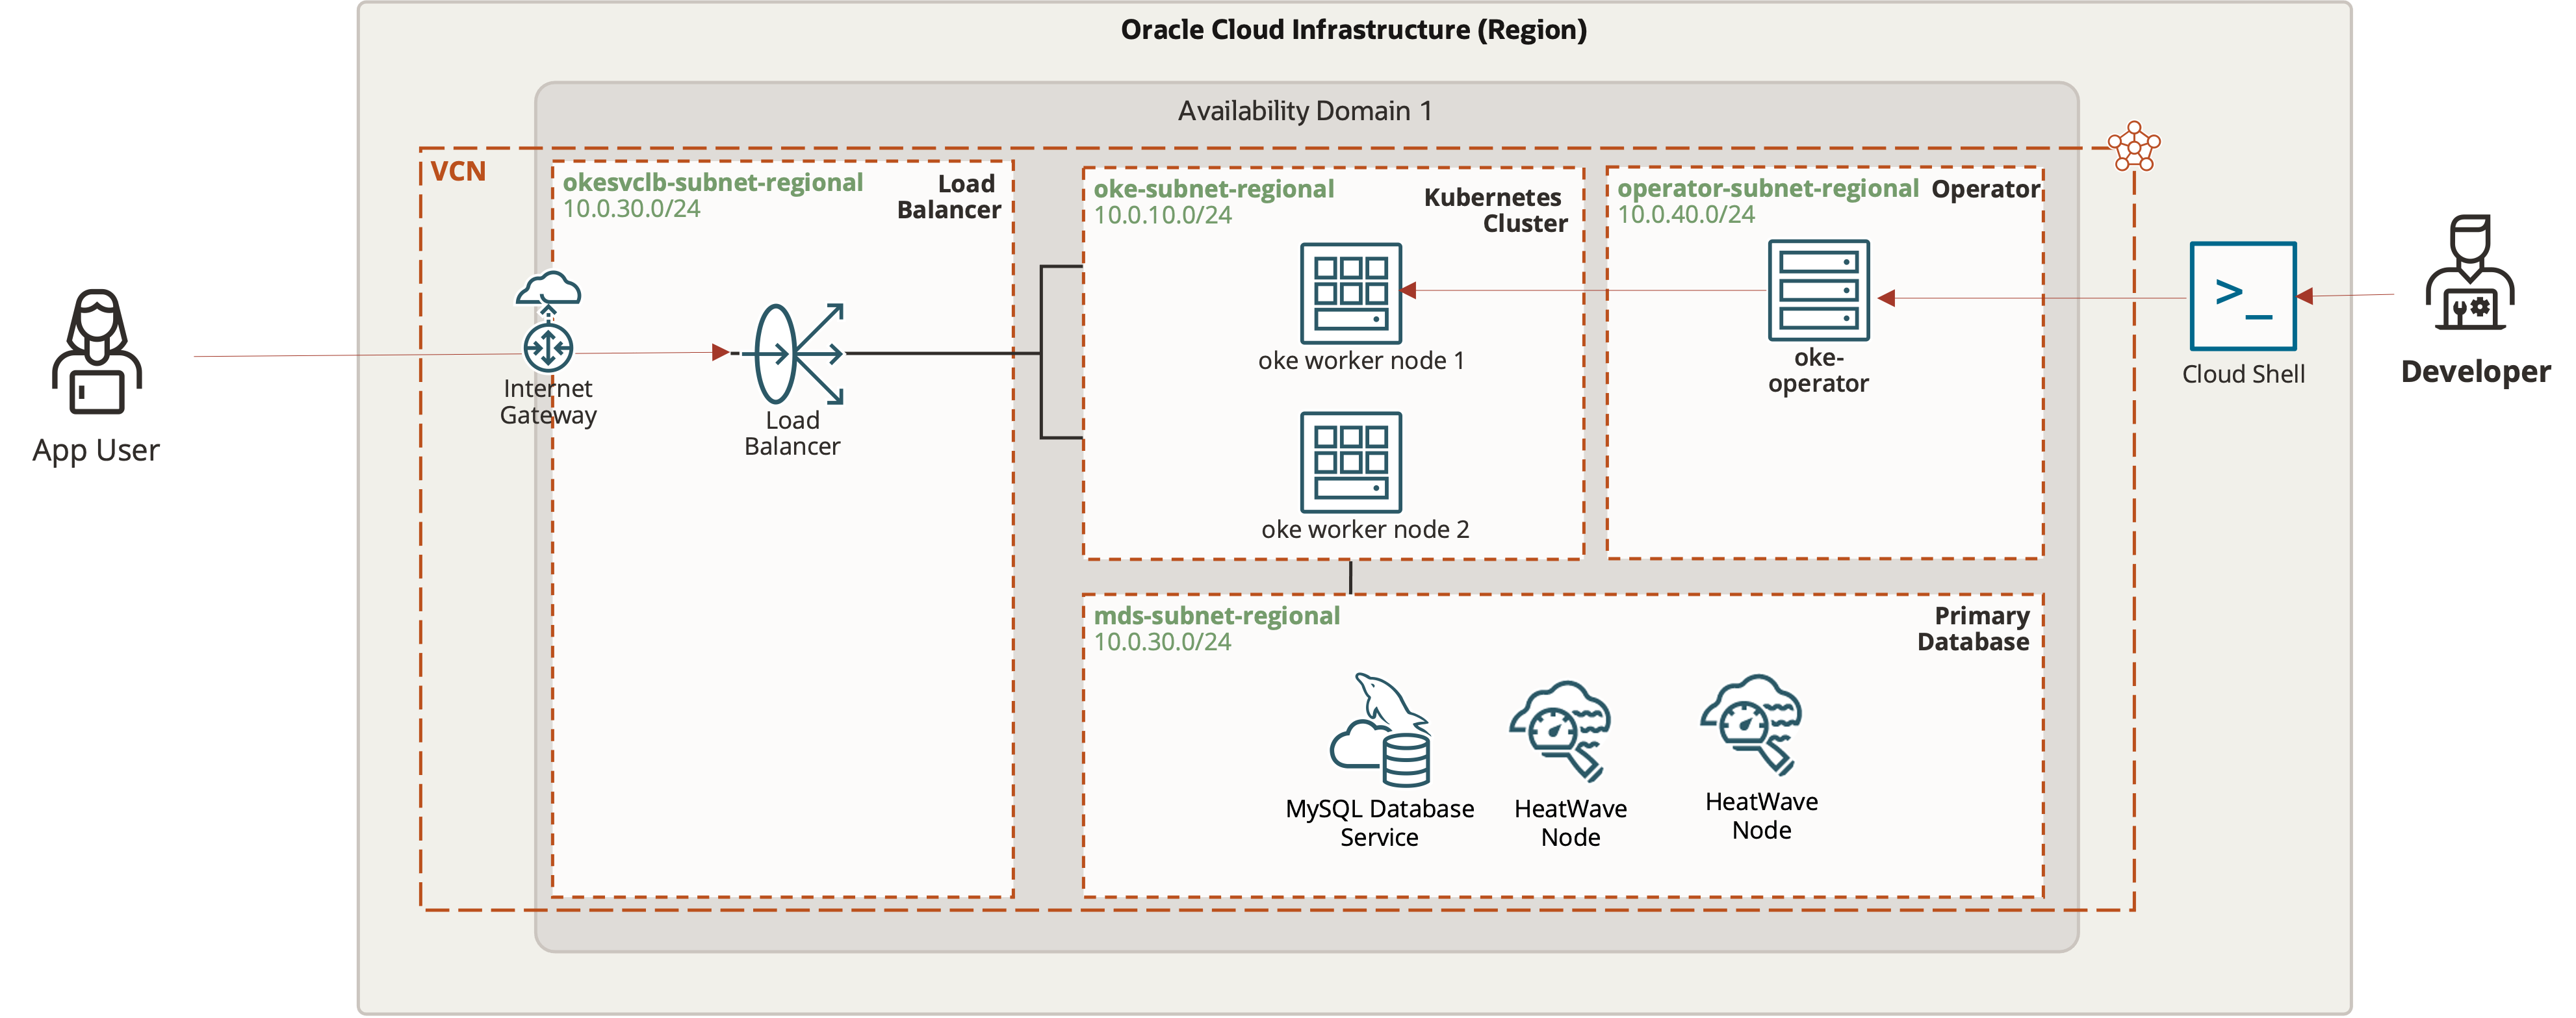 Oracle Cloud Infrastructure (Region)
Availability Domain 1
VCN
okesvclb-subnet-regional
10.0.30.0/24
Load
Balancer
Internet
Gateway
Load
Balancer
App User
oke-subnet-regional
10.0.10.0/24
Kubernetes
Cluster
oke worker node 1
oke worker node 2
operator-subnet-regional
10.0.40.0/24
Operator
oke-
operator
>_
Cloud Shell
Developer
mds-subnet-regional
10.0.30.0/24
Primary
Database
MySQL Database
Service
HeatWave
Node
HeatWave
Node